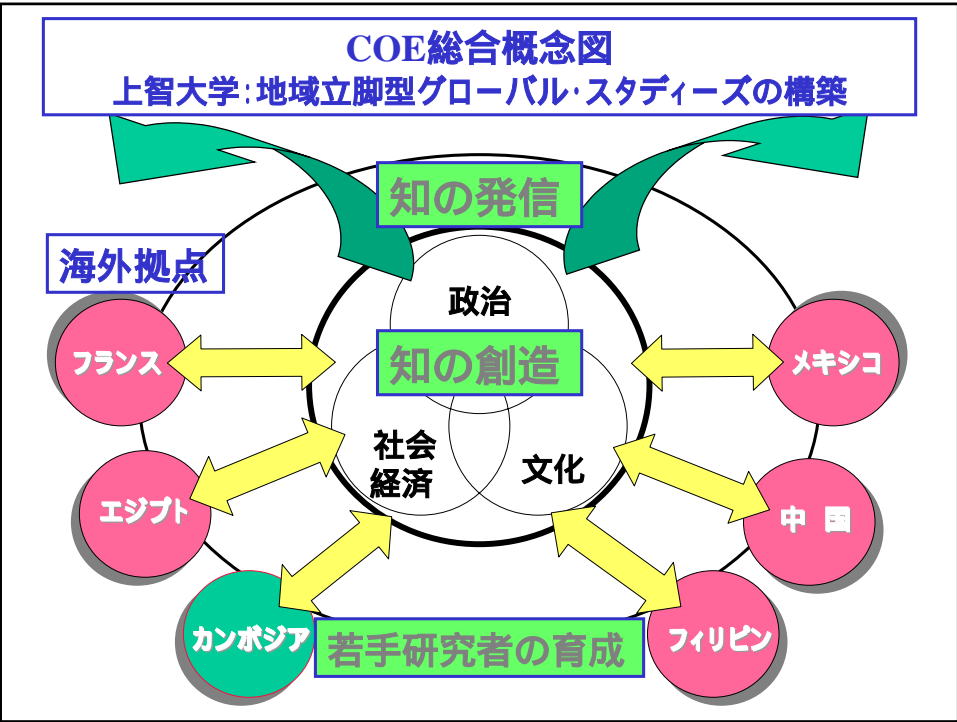 COE総合概念図
上智大学:地域立脚型グローバル・スタディーズの構築
知の発信
海外拠点
政治
フランス
知の創造
メキシコ
社会
経済
文化
エジプト
中 国
カンボジア
若手研究者の育成
フィリピン